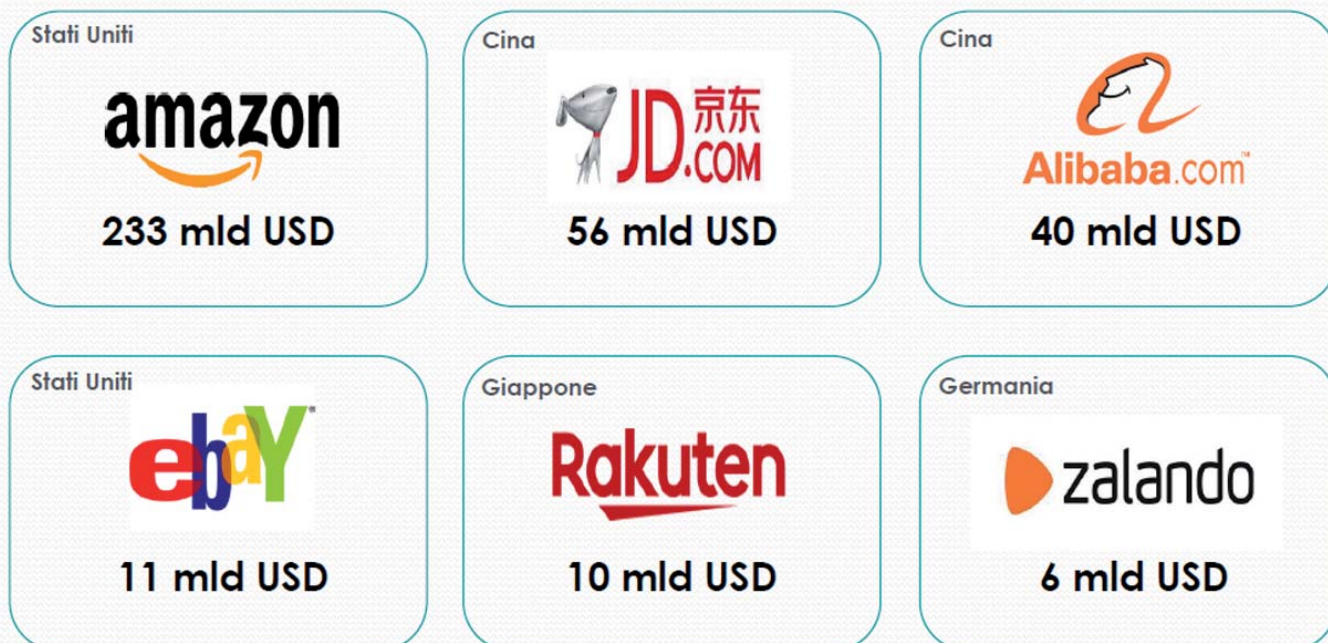 Stati Uniti
amazon
233 mld USD
Cina
JD.COM 京东
56 mld USD
Cina
Alibaba.com™
40 mld USD
Stati Uniti
ebaY
11 mld USD
Giappone
Rakuten
10 mld USD
Germania
zalando
6 mld USD